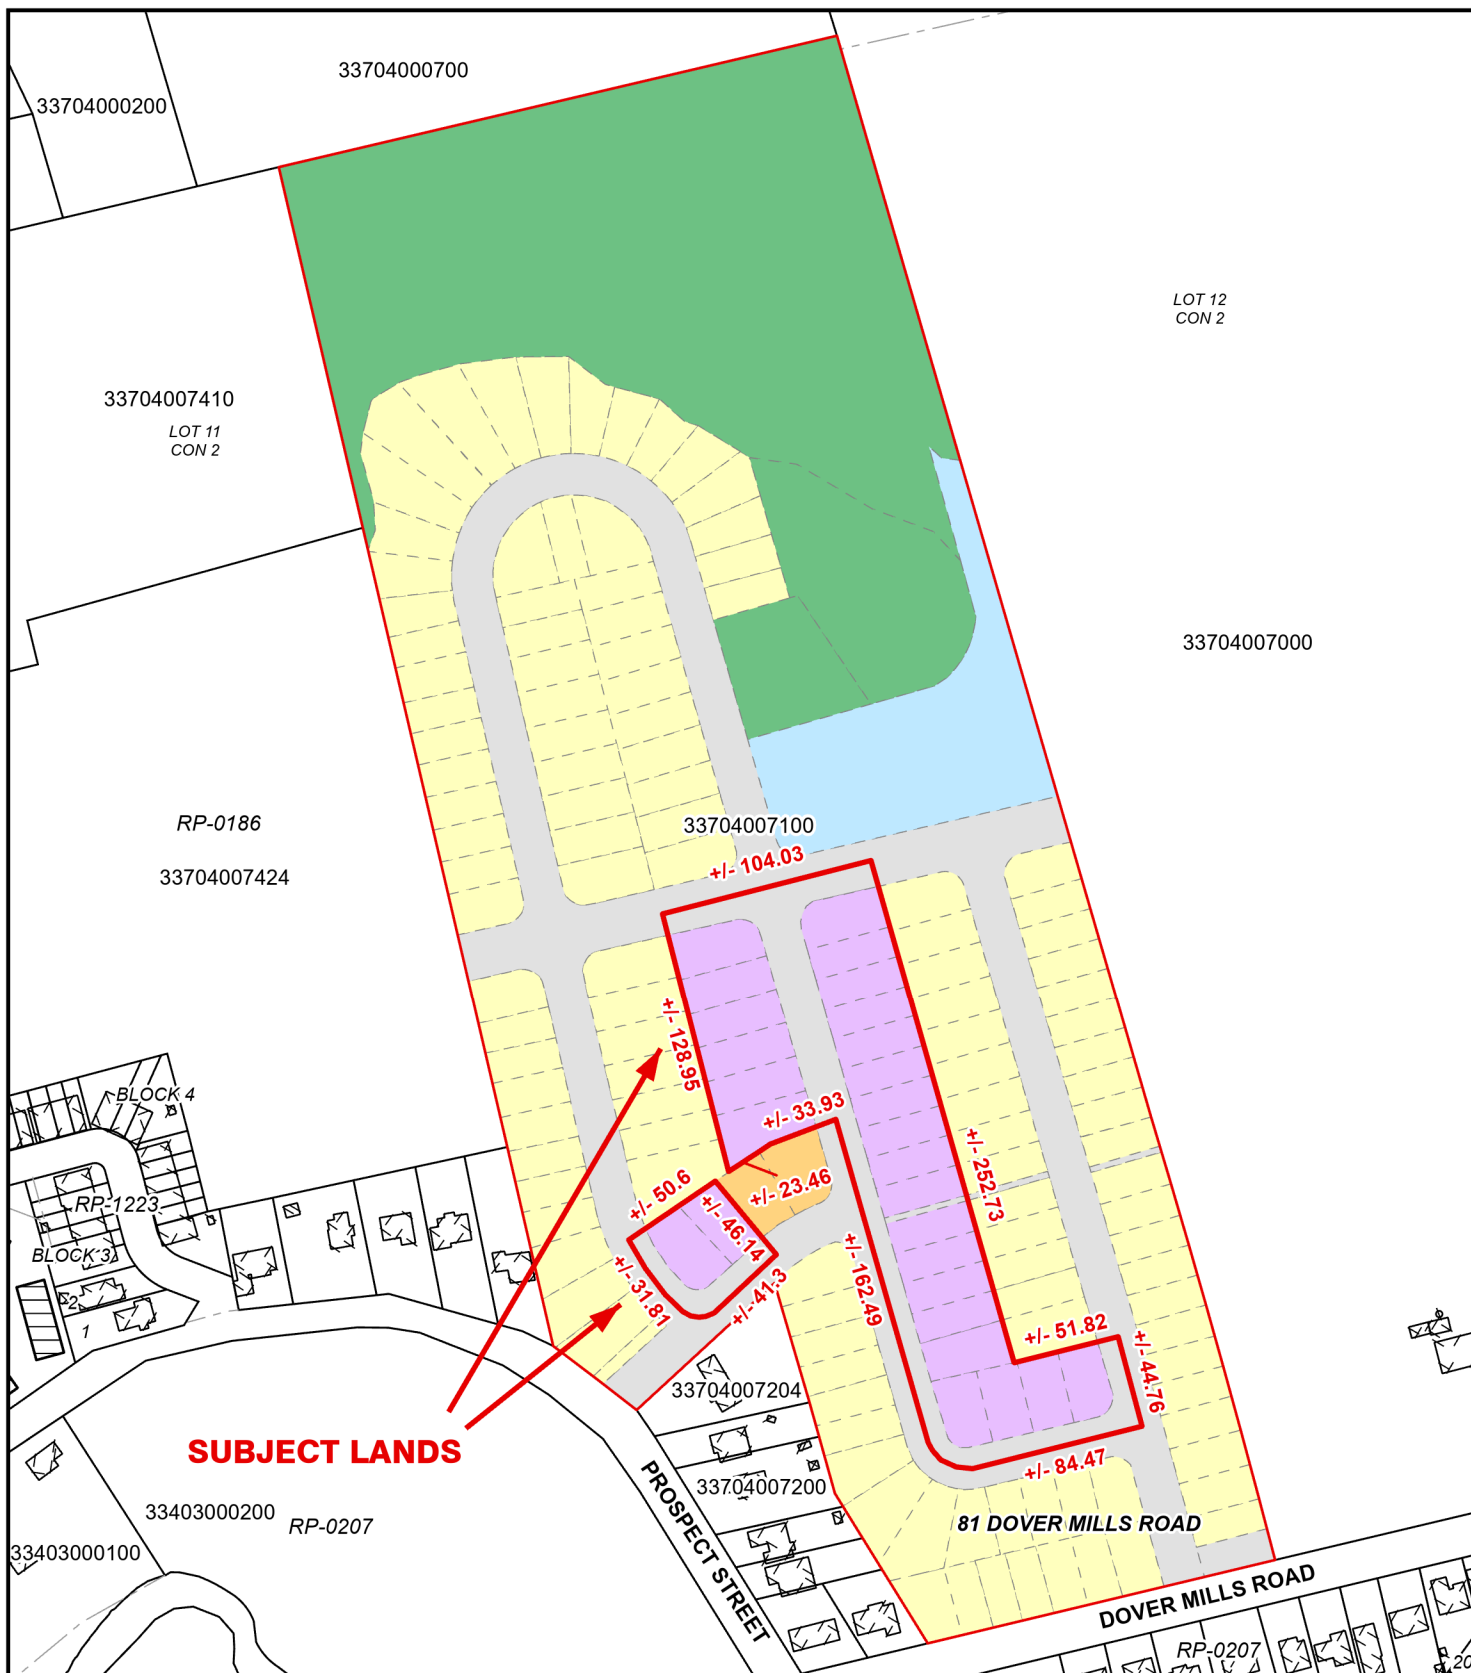 33704000700
33704000200
LOT 12
CON 2
33704007410
LOT 11
CON 2
33704007000
RP-0186
33704007100
33704007424
+/- 104.03
+/- 128.95
BLOCK 4
+/- 33.93
+/- 252.73
RP-1223
+/- 50.6
+/- 23.46
+/- 46.14
BLOCK 3
+/- 31.81
+/- 41.3
+/- 162.49
2
1
+/- 51.82
+/- 44.76
33704007204
SUBJECT LANDS
+/- 84.47
33704007200
PROSPECT STREET
33403000200
RP-0207
81 DOVER MILLS ROAD
33403000100
DOVER MILLS ROAD
RP-0207
20